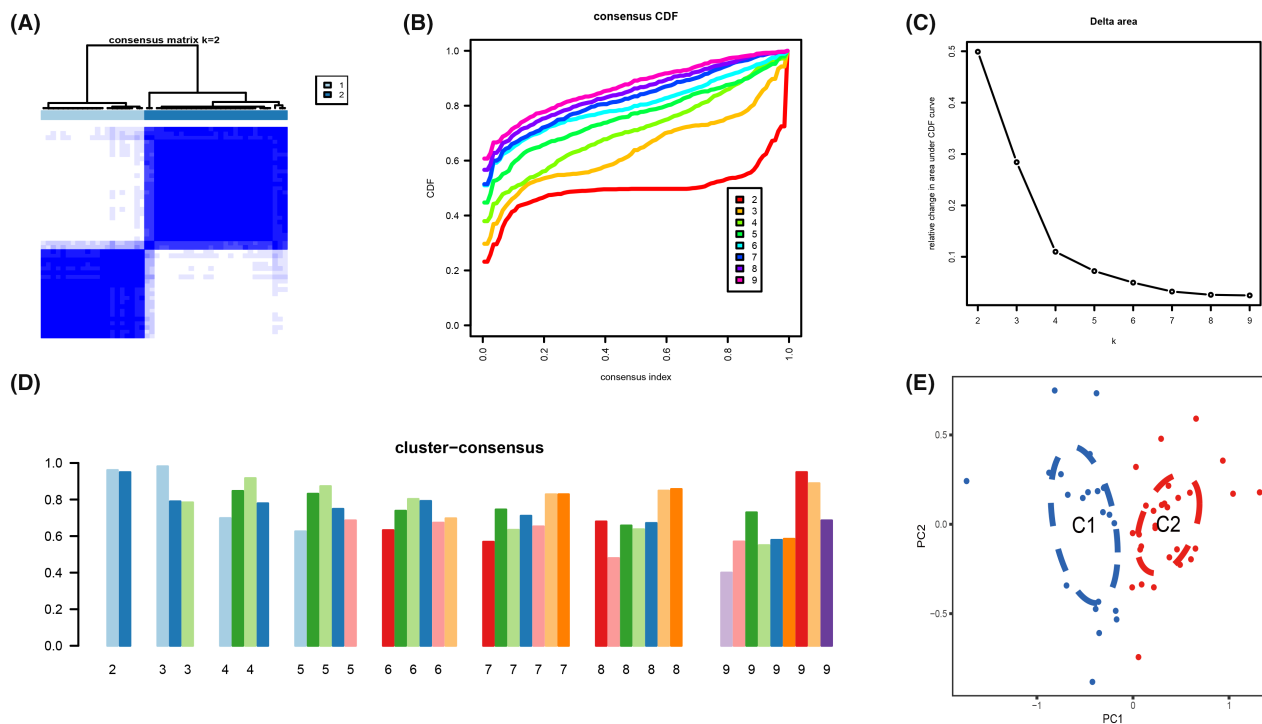 (A)
consensus matrix k=2
1
2
(B)
consensus CDF
CDF
1.0
0.8
0.6
0.4
0.2
0.0
0.0 0.2 0.4 0.6 0.8 1.0
consensus index
2
3
4
5
6
7
8
9
(C)
Delta area
relative change in area under CDF curve
0.5
0.4
0.3
0.2
0.1
2 3 4 5 6 7 8 9
k
(D)
cluster-consensus
1.0
0.8
0.6
0.4
0.2
0.0
2 3 3 4 4 5 5 5 6 6 6 7 7 7 7 8 8 8 8 9 9 9 9 9
(E)
PC2
0.5
0.0
−0.5
C1 C2
−1 0 1
PC1